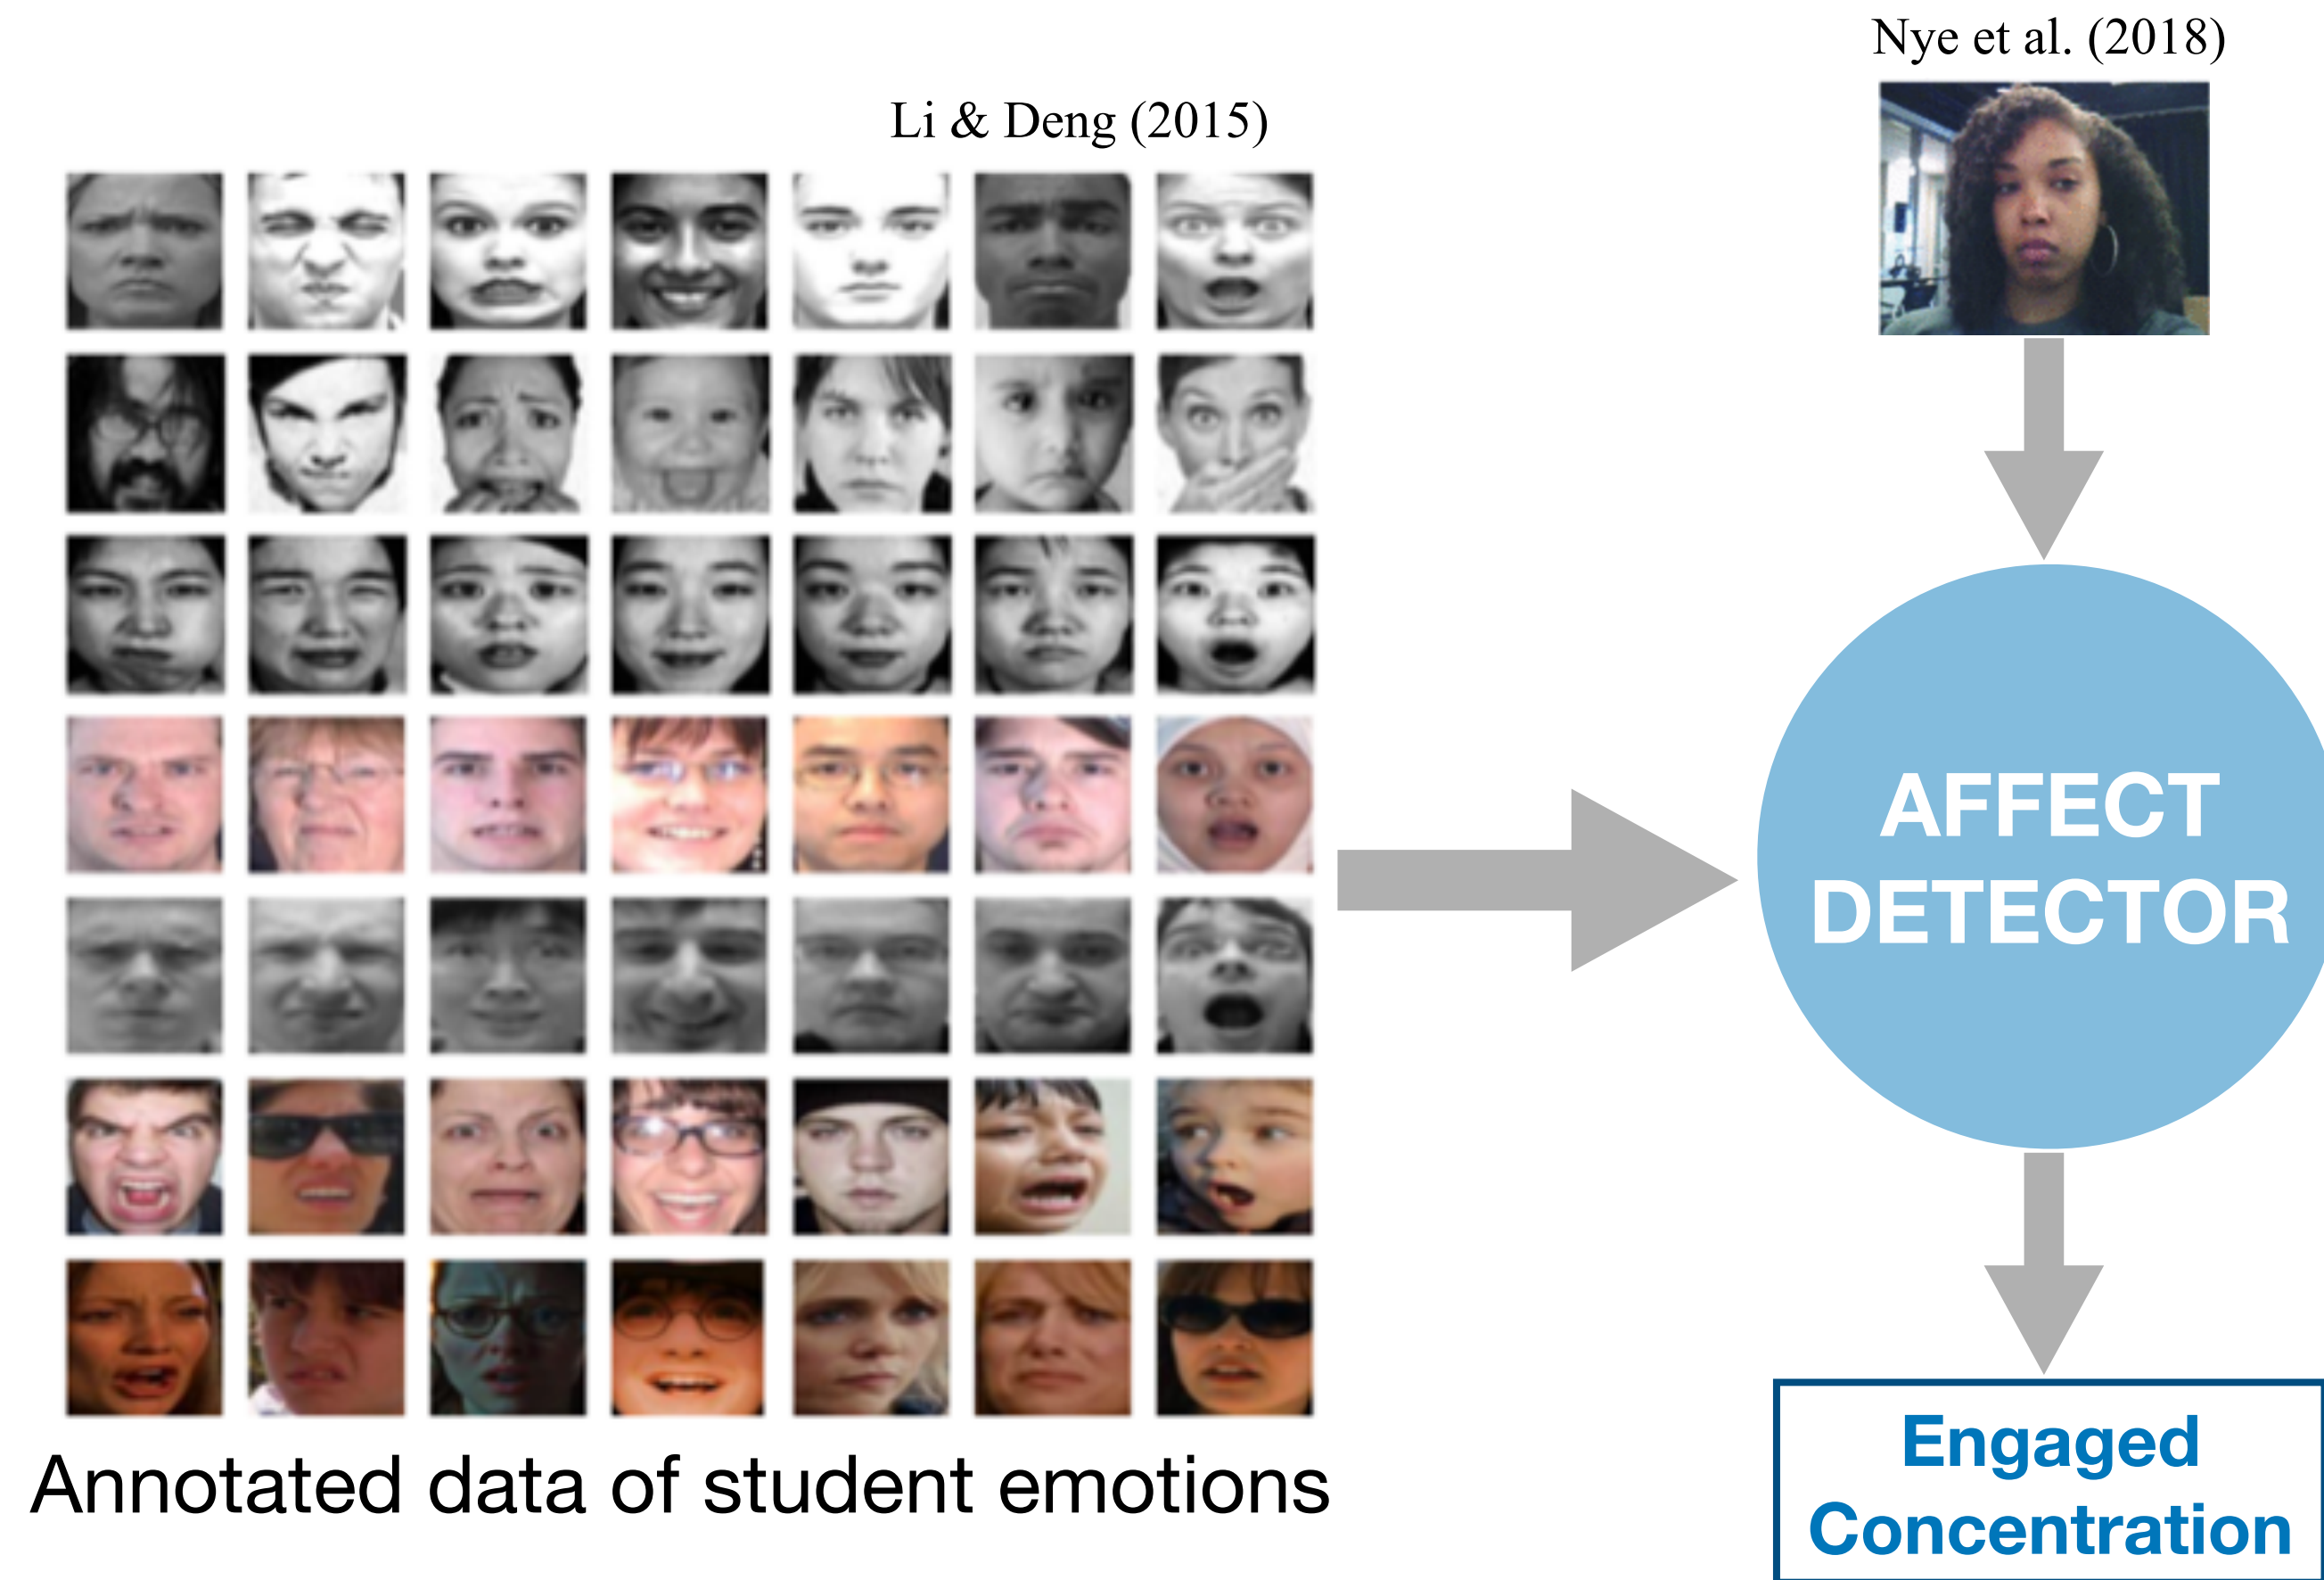 Nye et al. (2018)
Li & Deng (2015)
AFFECT
DETECTOR
Annotated data of student emotions
Engaged
Concentration